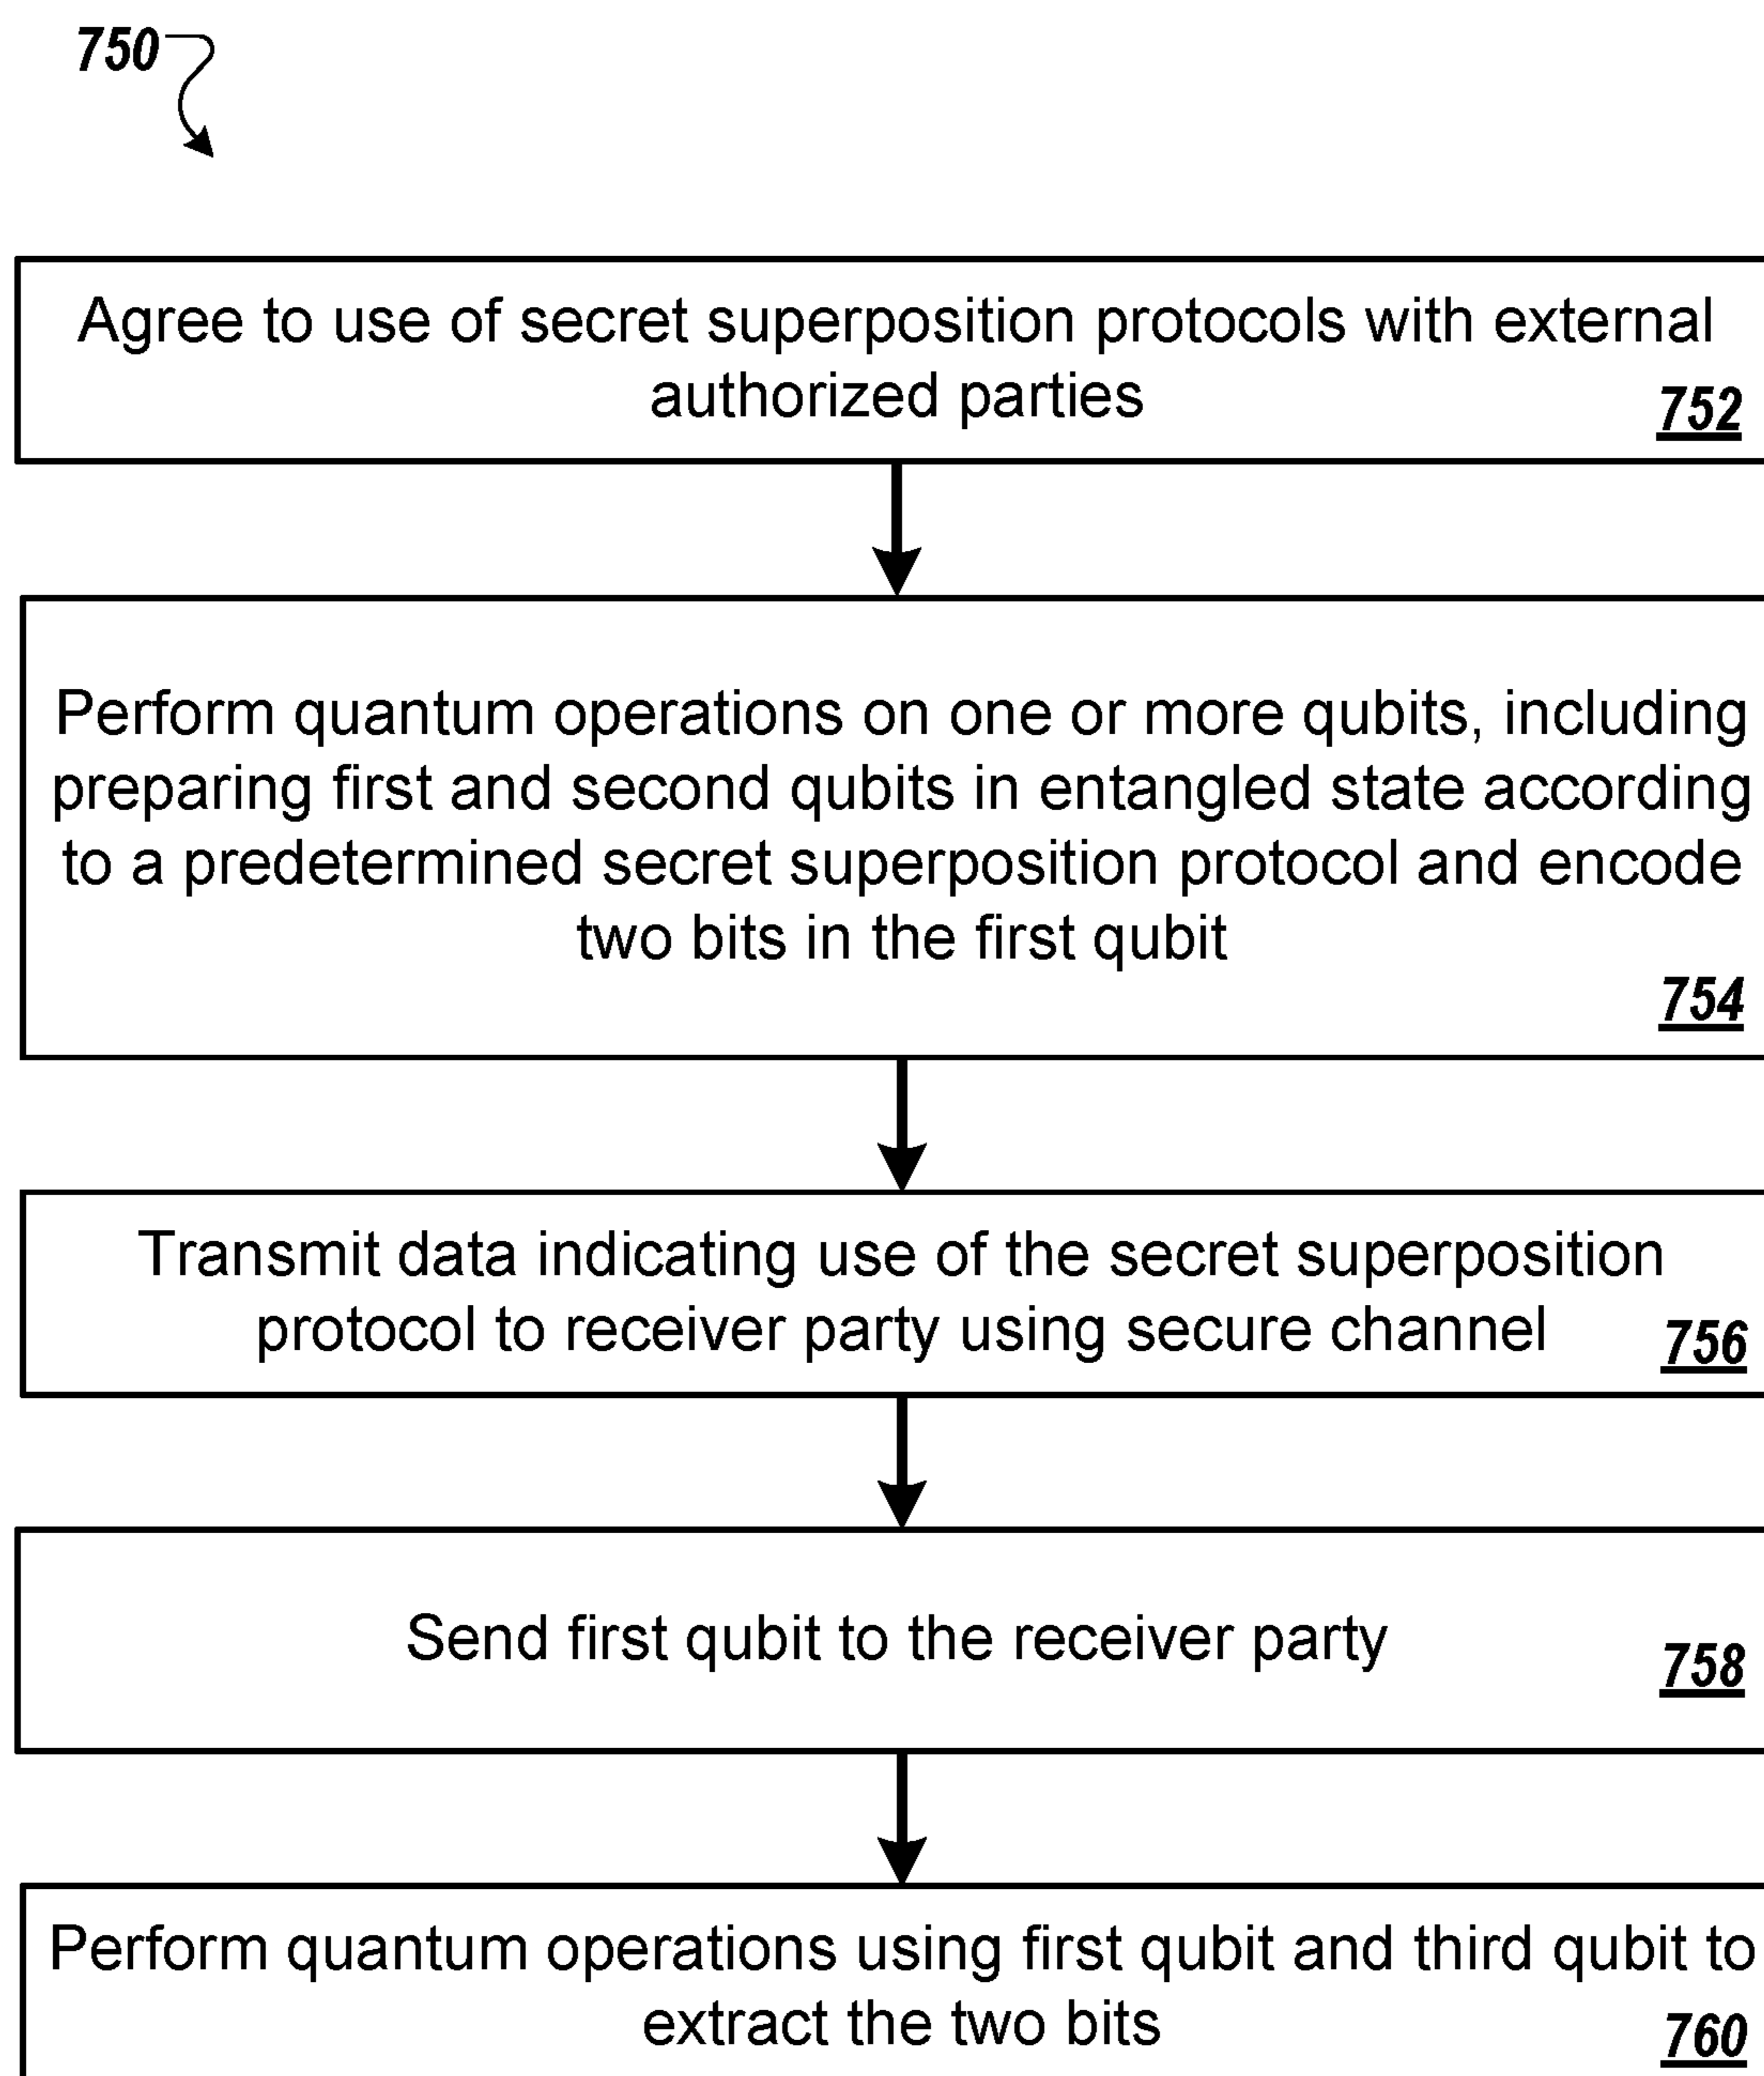 750
Agree to use of secret superposition protocols with external
authorized parties
752
Perform quantum operations on one or more qubits, including
preparing first and second qubits in entangled state according
to a predetermined secret superposition protocol and encode
two bits in the first qubit
754
Transmit data indicating use of the secret superposition
protocol to receiver party using secure channel
756
Send first qubit to the receiver party
758
Perform quantum operations using first qubit and third qubit to
extract the two bits
760